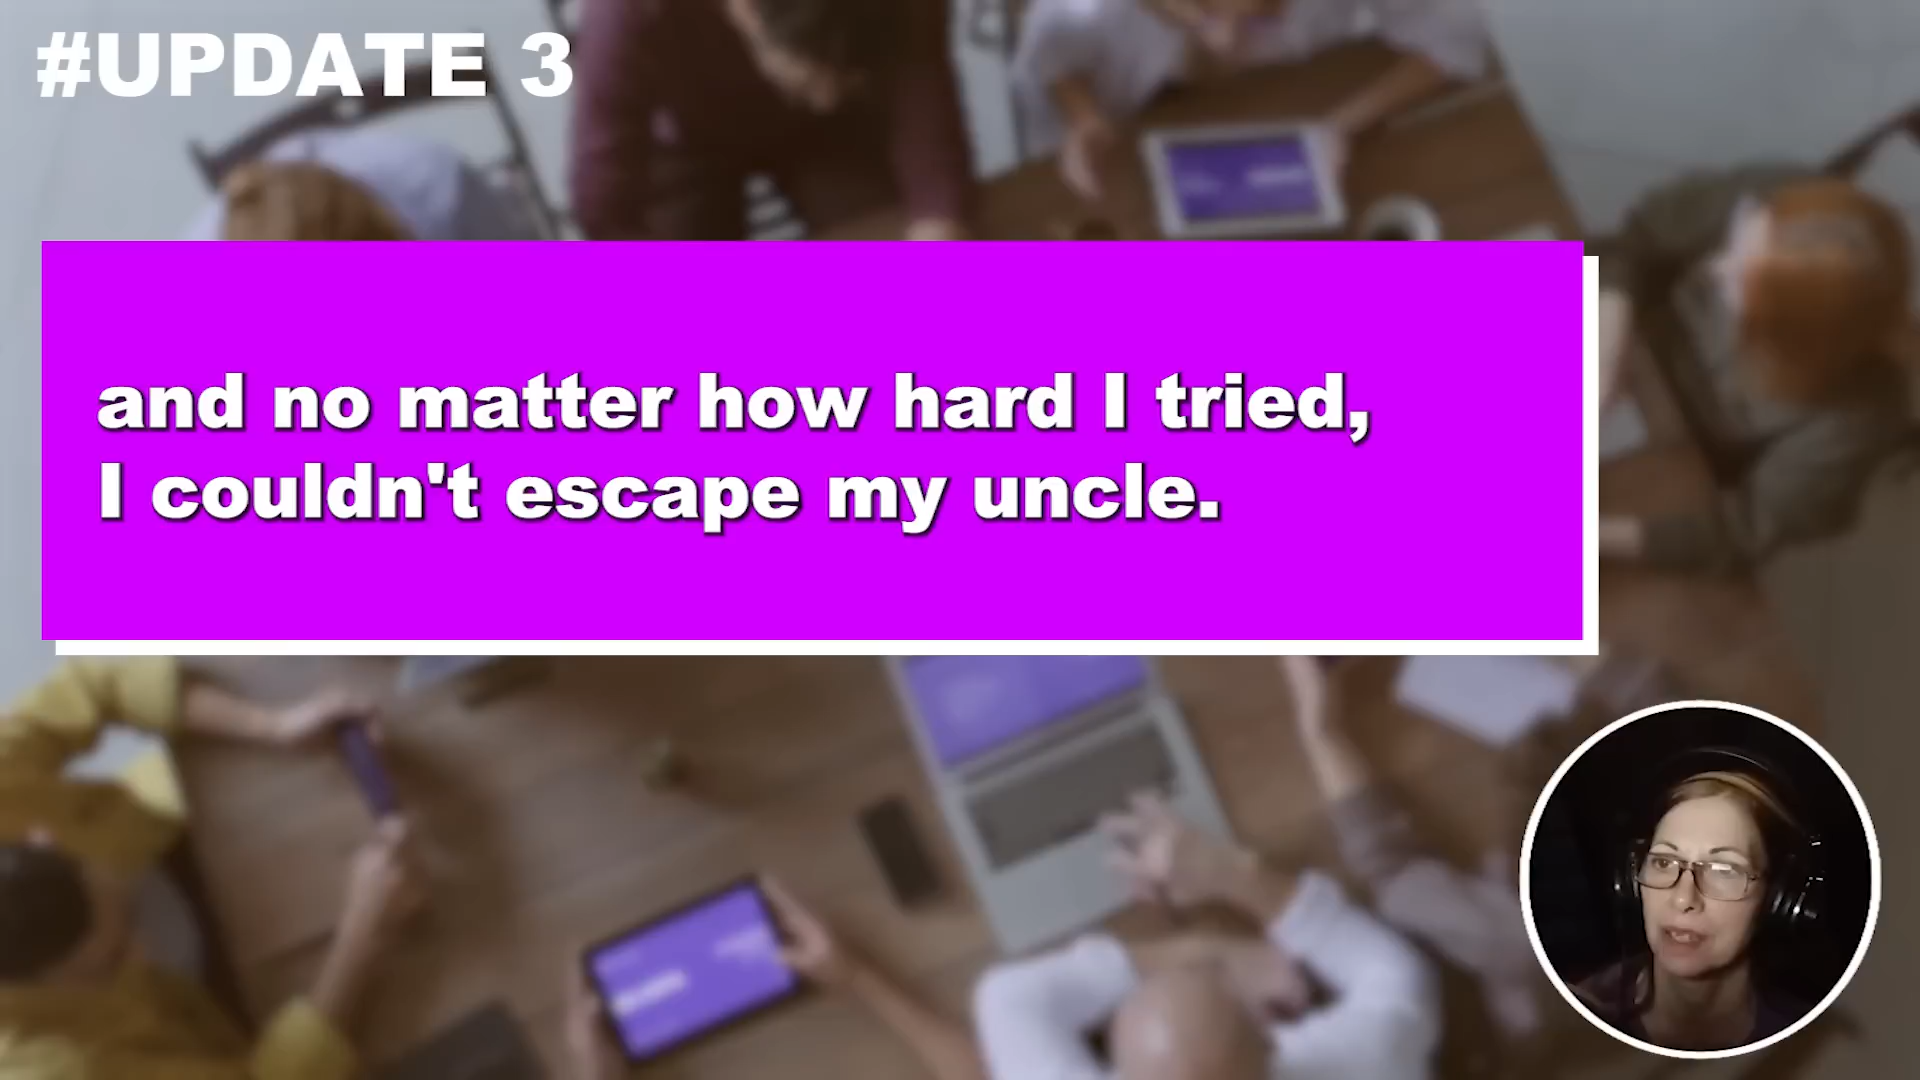 #UPDATE 3
and no matter how hard I tried,
I couldn't escape my uncle.